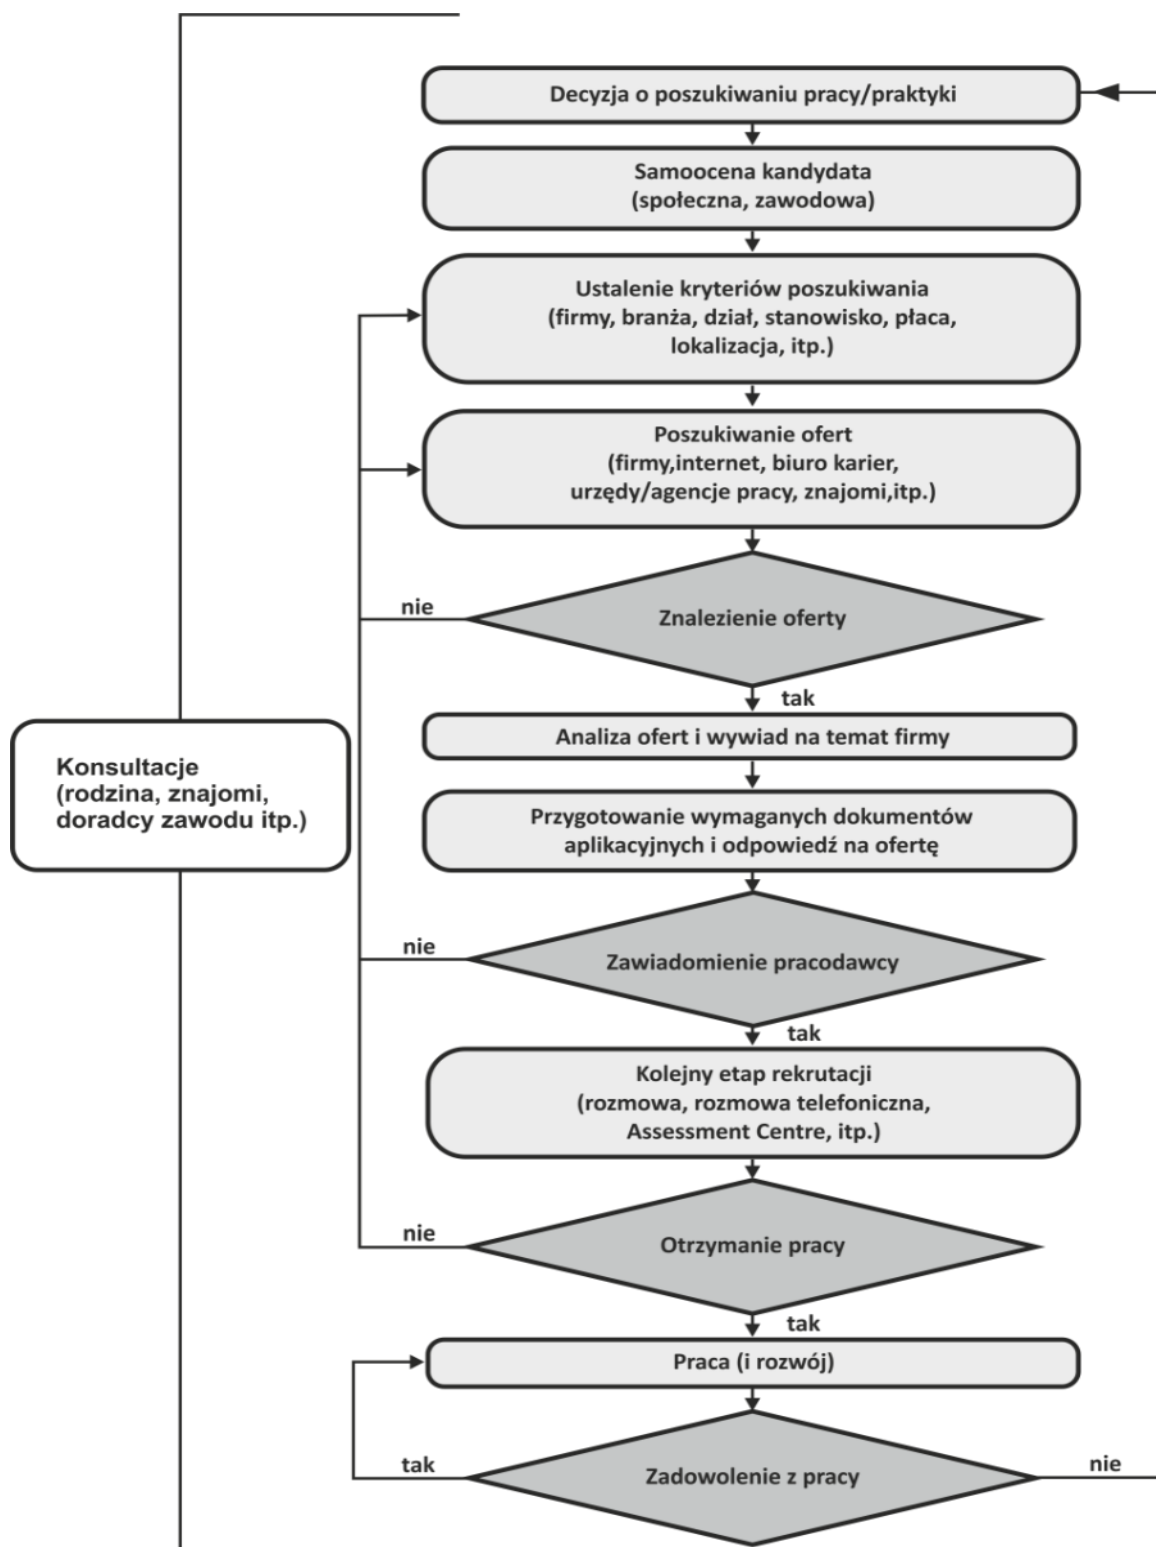 Decyzja o poszukiwaniu pracy/praktyki
Samoocena kandydata
(społeczna, zawodowa)
Ustalenie kryteriów poszukiwania
(firmy, branża, dział, stanowisko, płaca,
lokalizacja, itp.)
Poszukiwanie ofert
(firmy,internet, biuro karier,
urzędy/agencje pracy, znajomi,itp.)
nie
Znalezienie oferty
tak
Analiza ofert i wywiad na temat firmy
Konsultacje
(rodzina, znajomi,
doradcy zawodu itp.)
Przygotowanie wymaganych dokumentów
aplikacyjnych i odpowiedź na ofertę
nie
Zawiadomienie pracodawcy
tak
Kolejny etap rekrutacji
(rozmowa, rozmowa telefoniczna,
Assessment Centre, itp.)
nie
Otrzymanie pracy
tak
Praca (i rozwój)
tak
Zadowolenie z pracy
nie